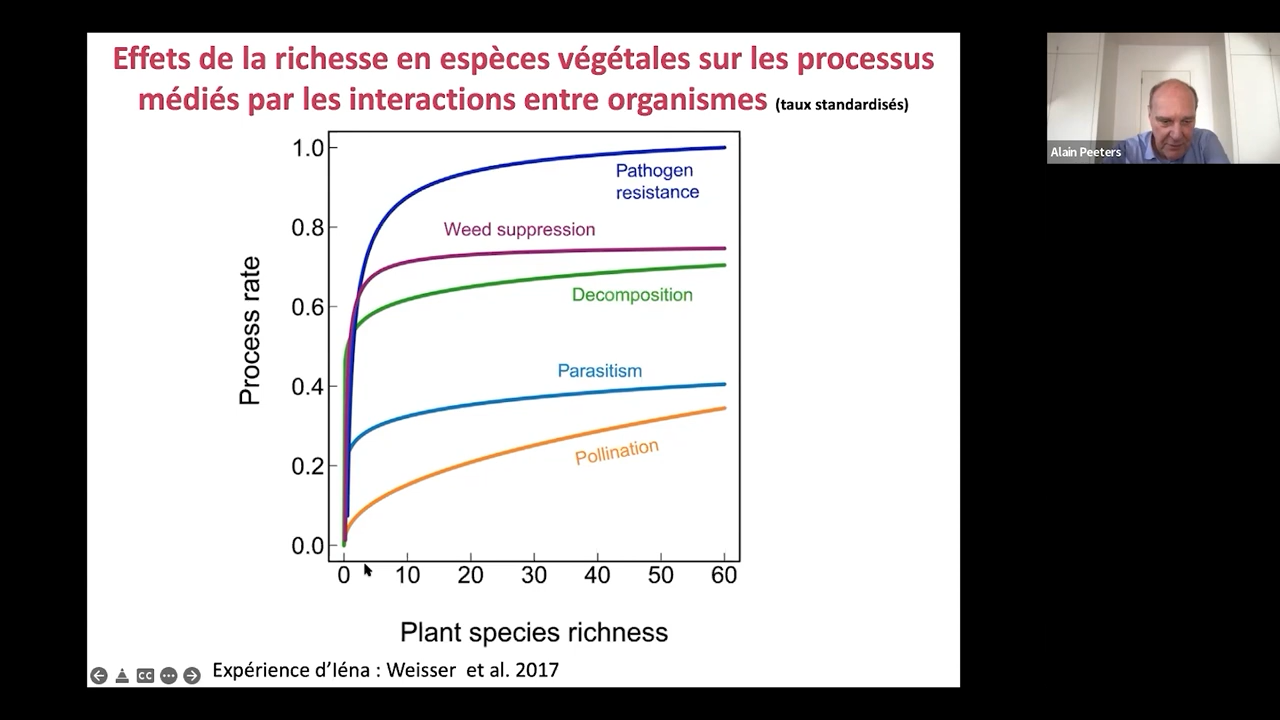 Effets de la richesse en espèces végétales sur les processus
médiés par les interactions entre organismes (taux standardisés)
Alain Peeters
1.0
0.8
0.6
0.4
0.2
0.0
Process rate
Pathogen
resistance
Weed suppression
Decomposition
Parasitism
Pollination
0 10 20 30 40 50 60
Plant species richness
CC
Expérience d’Iéna : Weisser et al. 2017